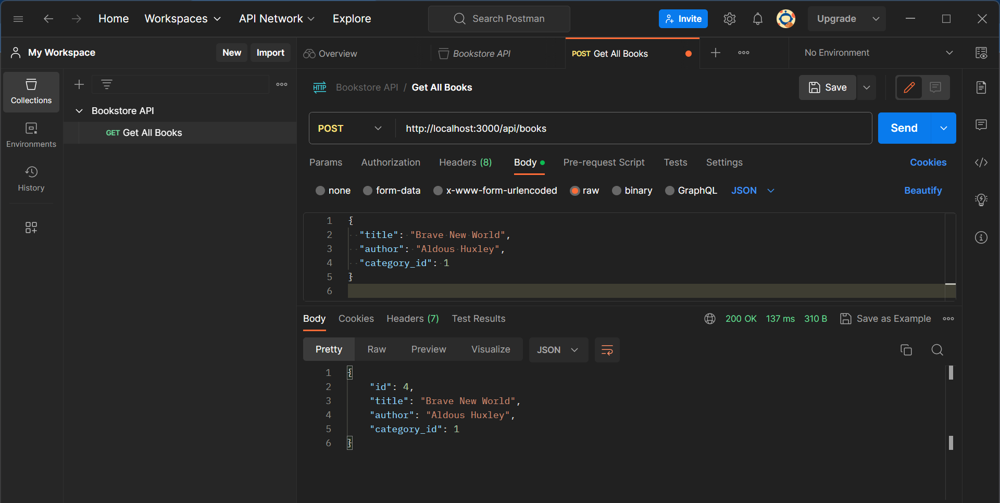 Home Workspaces API Network Explore Search Postman Invite Upgrade
My Workspace New Import Overview Bookstore API POST Get All Books No Environment
Collections
Environments
History
Bookstore API
GET Get All Books
HTTP Bookstore API / Get All Books Save
POST http://localhost:3000/api/books Send
Params Authorization Headers (8) Body Pre-request Script Tests Settings Cookies
none form-data x-www-form-urlencoded raw binary GraphQL JSON Beautify
1 {
2 "title": "Brave New World",
3 "author": "Aldous Huxley",
4 "category_id": 1
5 }
6
Body Cookies Headers (7) Test Results 200 OK 137 ms 310 B Save as Example
Pretty Raw Preview Visualize JSON
1 {
2 "id": 4,
3 "title": "Brave New World",
4 "author": "Aldous Huxley",
5 "category_id": 1
6 }